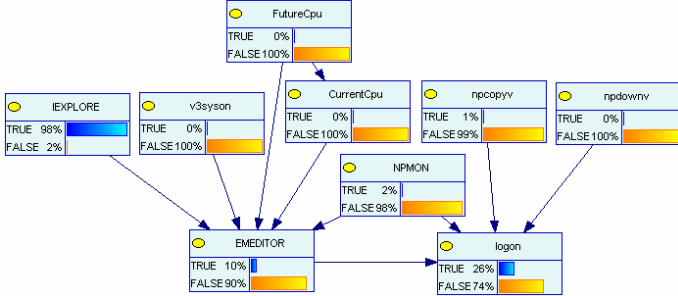 FutureCpu
TRUE 0%
FALSE 100%
IEXPLORE
TRUE 98%
FALSE 2%
v3syson
TRUE 0%
FALSE 100%
CurrentCpu
TRUE 0%
FALSE 100%
npcopyv
TRUE 1%
FALSE 99%
npdownv
TRUE 0%
FALSE 100%
NPMON
TRUE 2%
FALSE 98%
EMEDITOR
TRUE 10%
FALSE 90%
logon
TRUE 26%
FALSE 74%